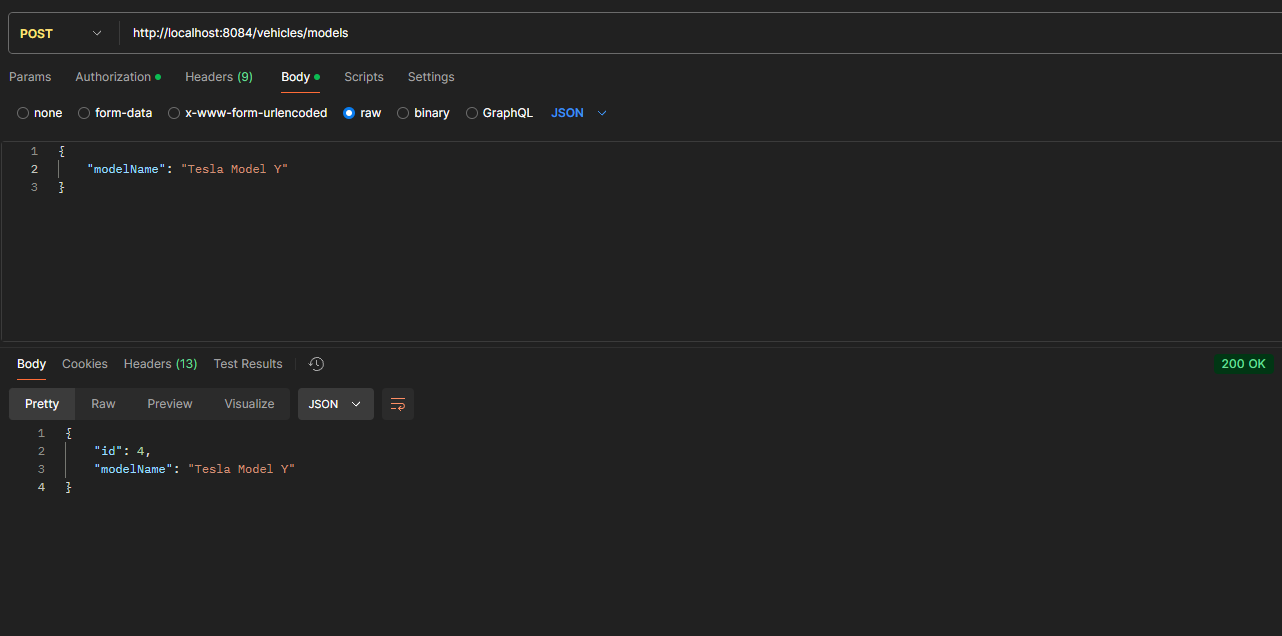 POST http://localhost:8084/vehicles/models
Params Authorization Headers (9) Body Scripts Settings
none form-data x-www-form-urlencoded raw binary GraphQL JSON
1 {
2 "modelName": "Tesla Model Y"
3 }
Body Cookies Headers (13) Test Results 200 OK
Pretty Raw Preview Visualize JSON
1 {
2 "id": 4,
3 "modelName": "Tesla Model Y"
4 }